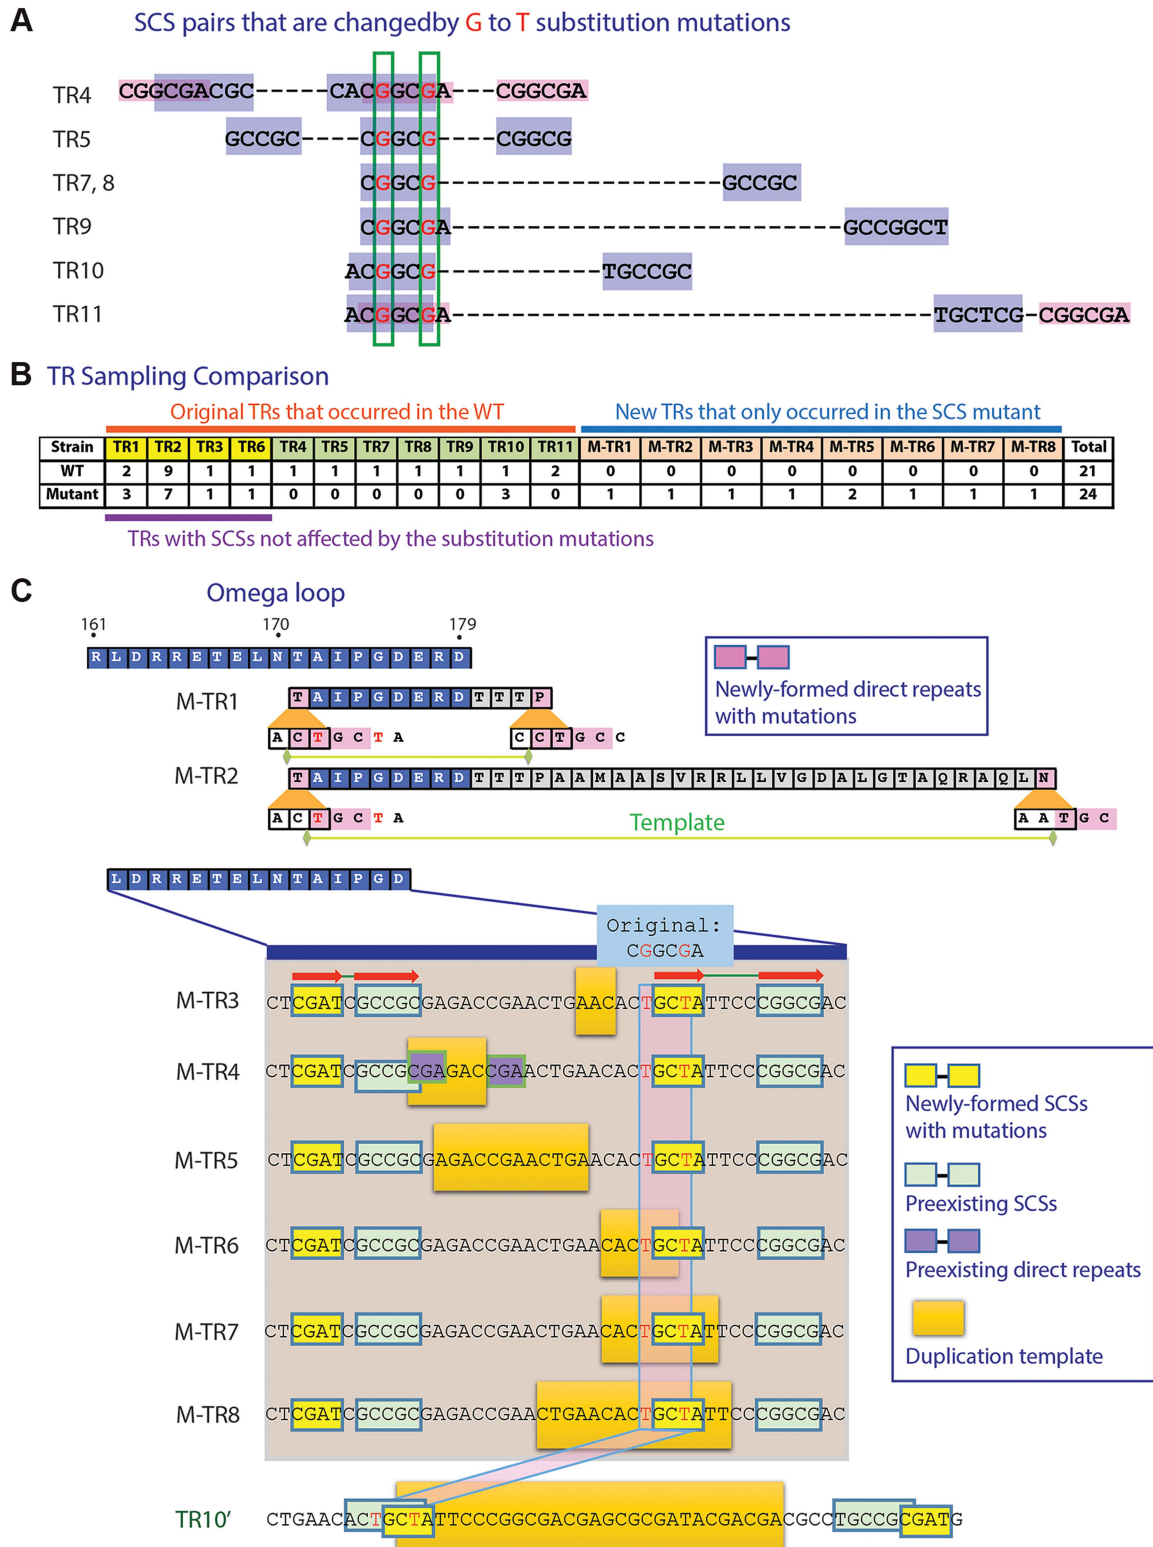 A SCS pairs that are changedby G to T substitution mutations
TR4 CGGCGACGC CACGGCGA CGGCGA
TR5 GCCGC CGGCG CGGCG
TR7, 8 CGGCG GCCGC
TR9 CGGCGA GCCGGCT
TR10 ACGGCG TGCCGC
TR11 ACGGCGA TGCTCG CGGCGA
B TR Sampling Comparison
Original TRs that occurred in the WT New TRs that only occurred in the SCS mutant
Strain TR1 TR2 TR3 TR6 TR4 TR5 TR7 TR8 TR9 TR10 TR11 M-TR1 M-TR2 M-TR3 M-TR4 M-TR5 M-TR6 M-TR7 M-TR8 Total
WT 2 9 1 1 1 1 1 1 1 1 2 0 0 0 0 0 0 0 0 21
Mutant 3 7 1 1 0 0 0 0 0 3 0 1 1 1 1 2 1 1 1 24
TRs with SCSs not affected by the substitution mutations
C Omega loop
161 170 179
R L D R R E T E L N T A I P G D E R D
Newly-formed direct repeats
with mutations
M-TR1 T A I P G D E R D T T T P
A C T G C T A C C T G C C
M-TR2 T A I P G D E R D T T T P A A M A A S V R R L L V G D A L G T A Q R A Q L N
A C T G C T A A A T G C
Template
L D R R E T E L N T A I P G D
Original:
CGGCGA
M-TR3 CTCGATCGCCGCGAGACCGAACTGAACACTGCTATTCCCGGCGAC
M-TR4 CTCGATCGCCGCGAGACCGAACTGAACACTGCTATTCCCGGCGAC
M-TR5 CTCGATCGCCGCGAGACCGAACTGAACACTGCTATTCCCGGCGAC
M-TR6 CTCGATCGCCGCGAGACCGAACTGAACACTGCTATTCCCGGCGAC
M-TR7 CTCGATCGCCGCGAGACCGAACTGAACACTGCTATTCCCGGCGAC
M-TR8 CTCGATCGCCGCGAGACCGAACTGAACACTGCTATTCCCGGCGAC
Newly-formed SCSs
with mutations
Preexisting SCSs
Preexisting direct repeats
Duplication template
TR10′ CTGAACACTGCTATTCCCGGCGACGAGCGCGATACGACGACGCCTGCCGCGATG